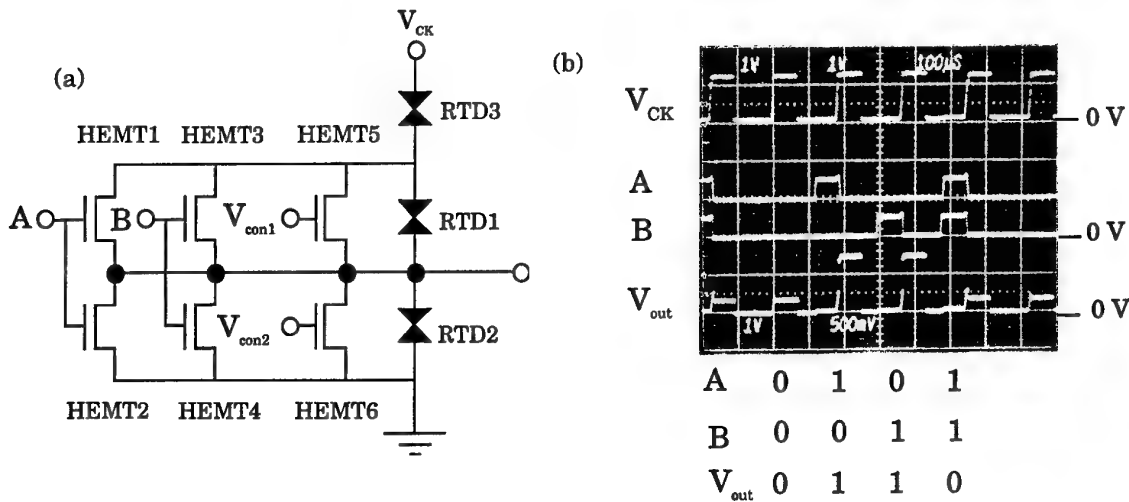 (a)
V_CK
RTD3
HEMT1 HEMT3 HEMT5
A B V_con1 RTD1
V_con2 RTD2
HEMT2 HEMT4 HEMT6
(b)
1V 1V 100µS
V_CK 0 V
A
B 0 V
V_out 0 V
1V 500mV
A 0 1 0 1
B 0 0 1 1
V_out 0 1 1 0